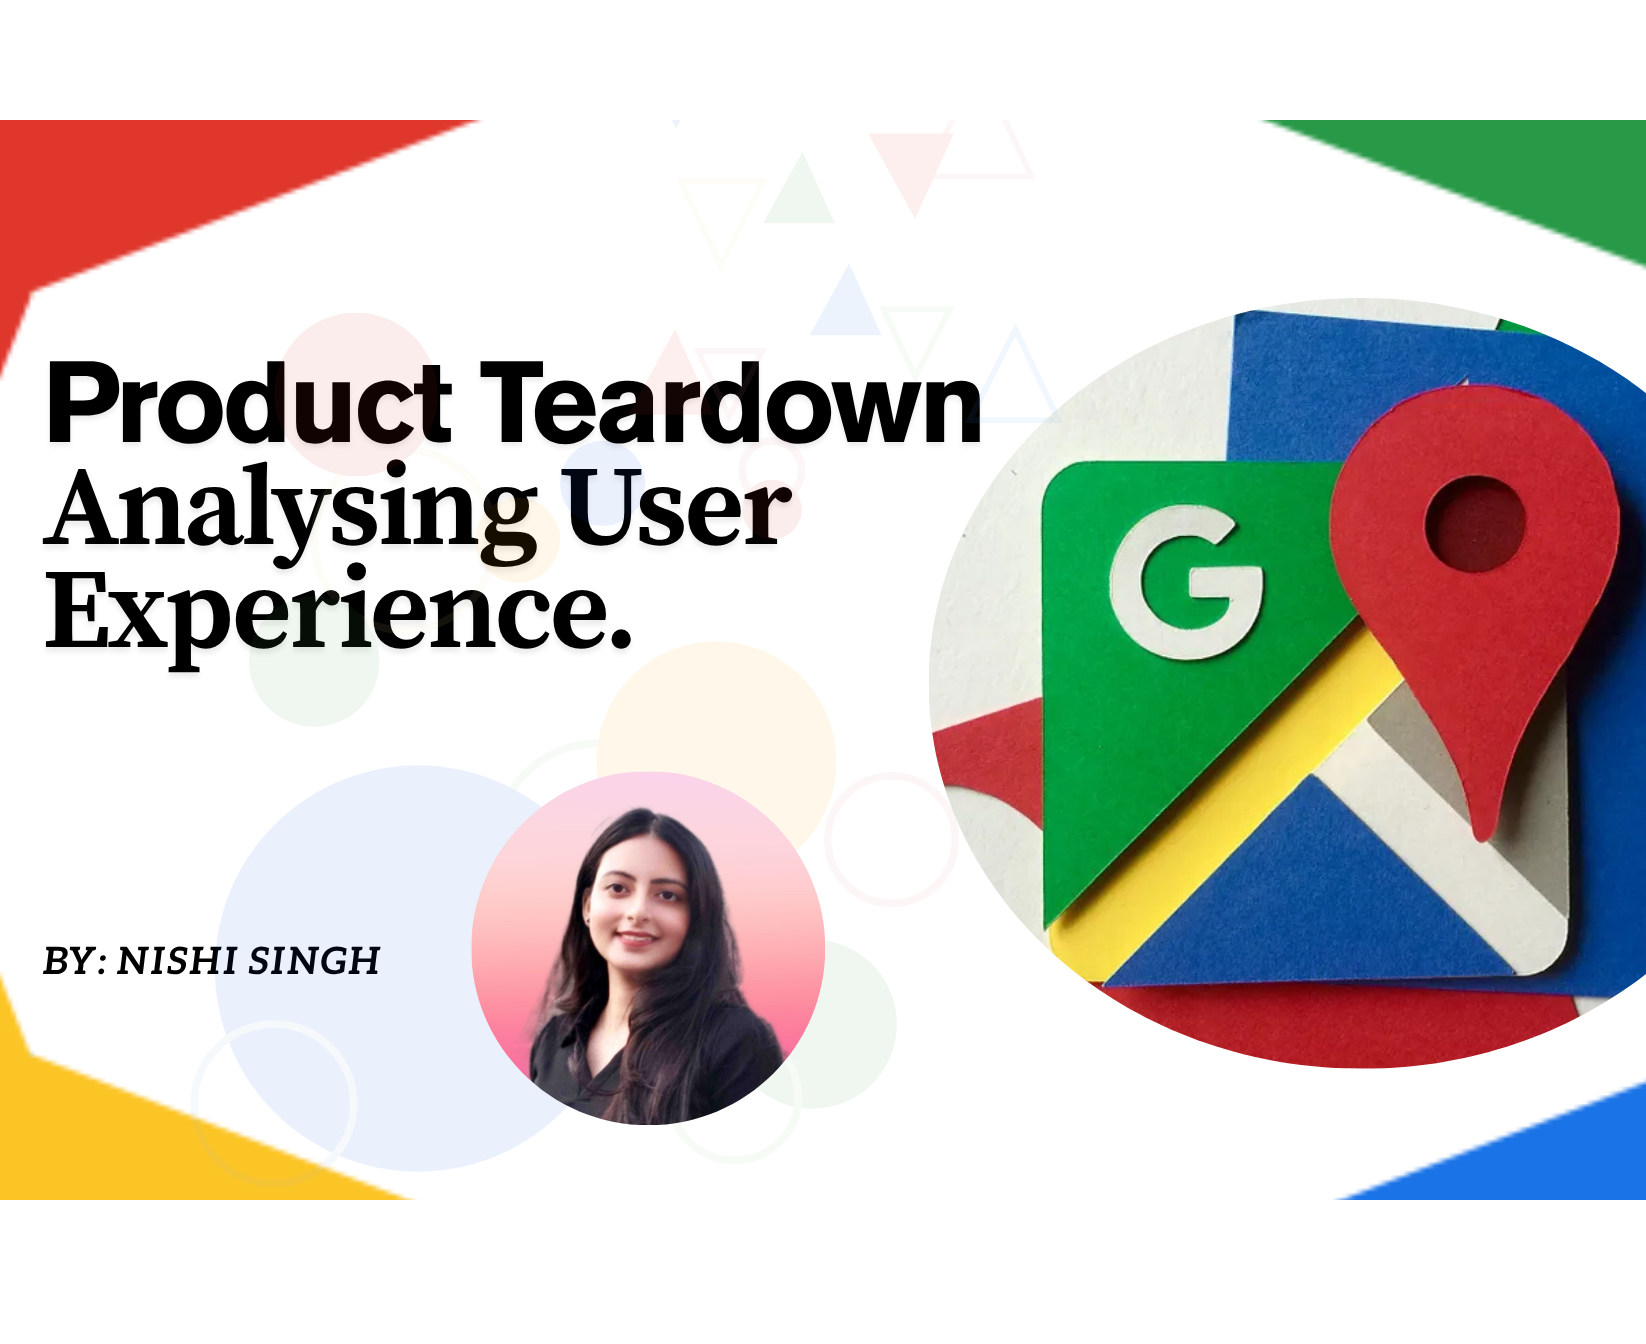 Product Teardown
Analysing User
Experience.
G
BY: NISHI SINGH